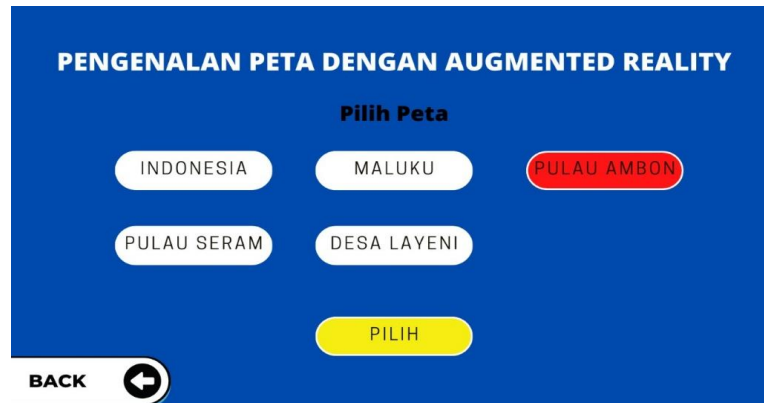 PENGENALAN PETA DENGAN AUGMENTED REALITY
Pilih Peta
INDONESIA MALUKU PULAU AMBON
PULAU SERAM DESA LAYENI
PILIH
BACK